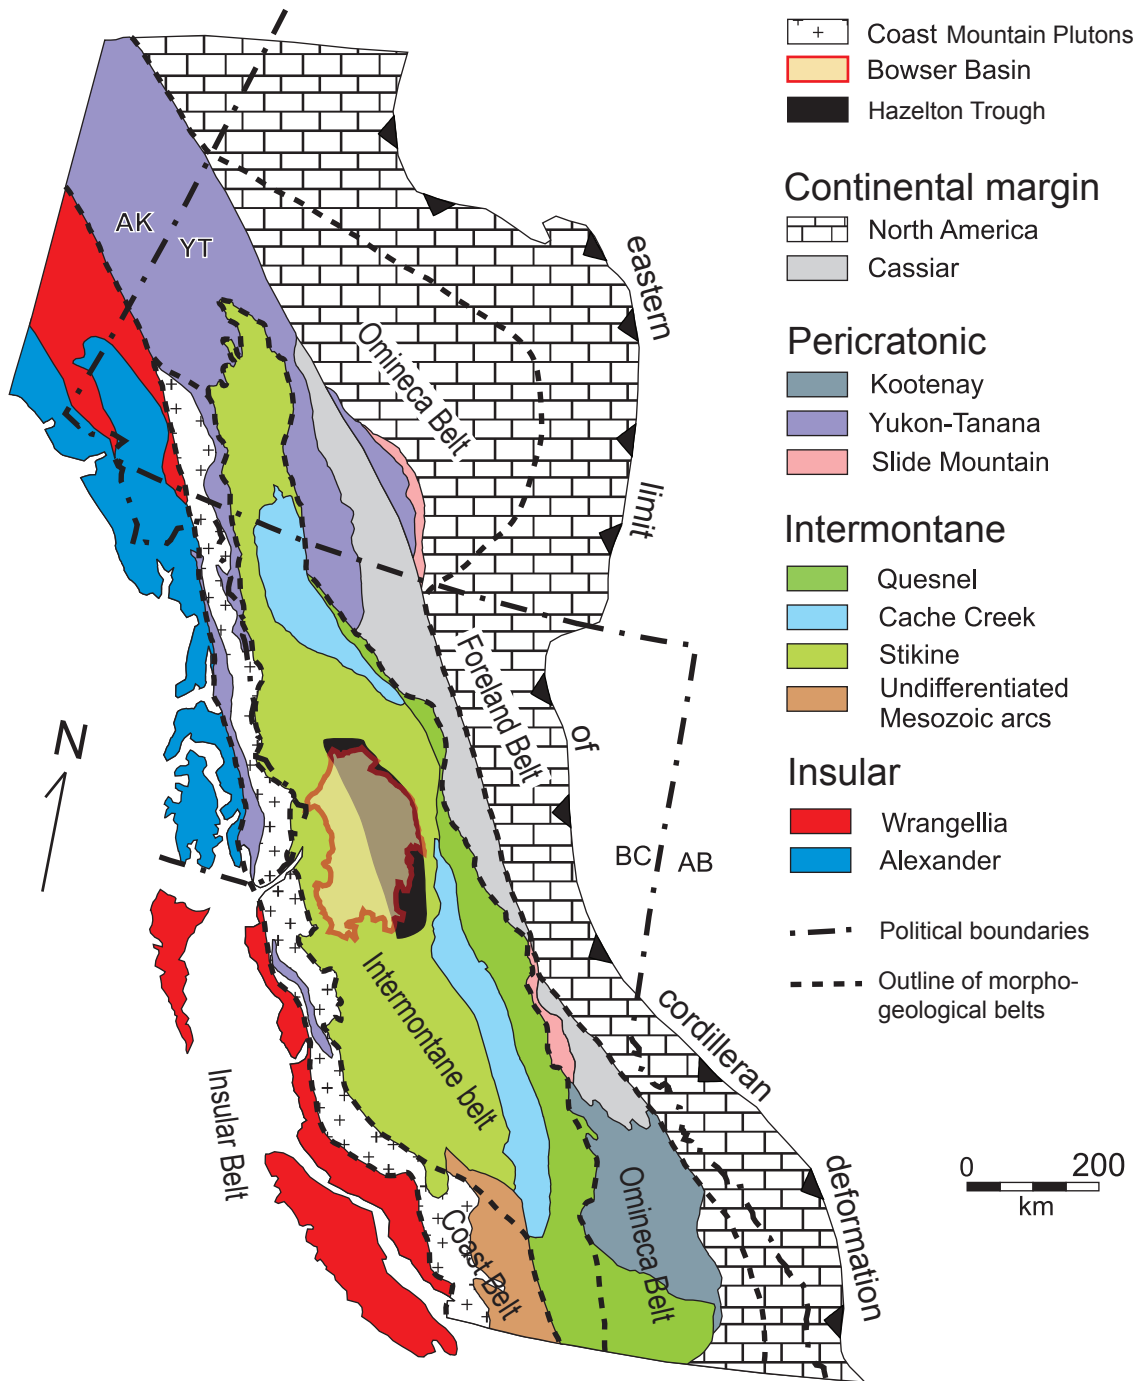 Coast Mountain Plutons
Bowser Basin
Hazelton Trough
Continental margin
North America
Cassiar
Pericratonic
Kootenay
Yukon-Tanana
Slide Mountain
Intermontane
Quesnel
Cache Creek
Stikine
Undifferentiated
Mesozoic arcs
Insular
Wrangellia
Alexander
Political boundaries
Outline of morpho-
geological belts
0 200
km
AK
YT
N
BC
AB
Omineca Belt
Foreland Belt
Intermontane belt
Insular Belt
Coast Belt
Omineca Belt
eastern
limit
of
cordilleran
deformation